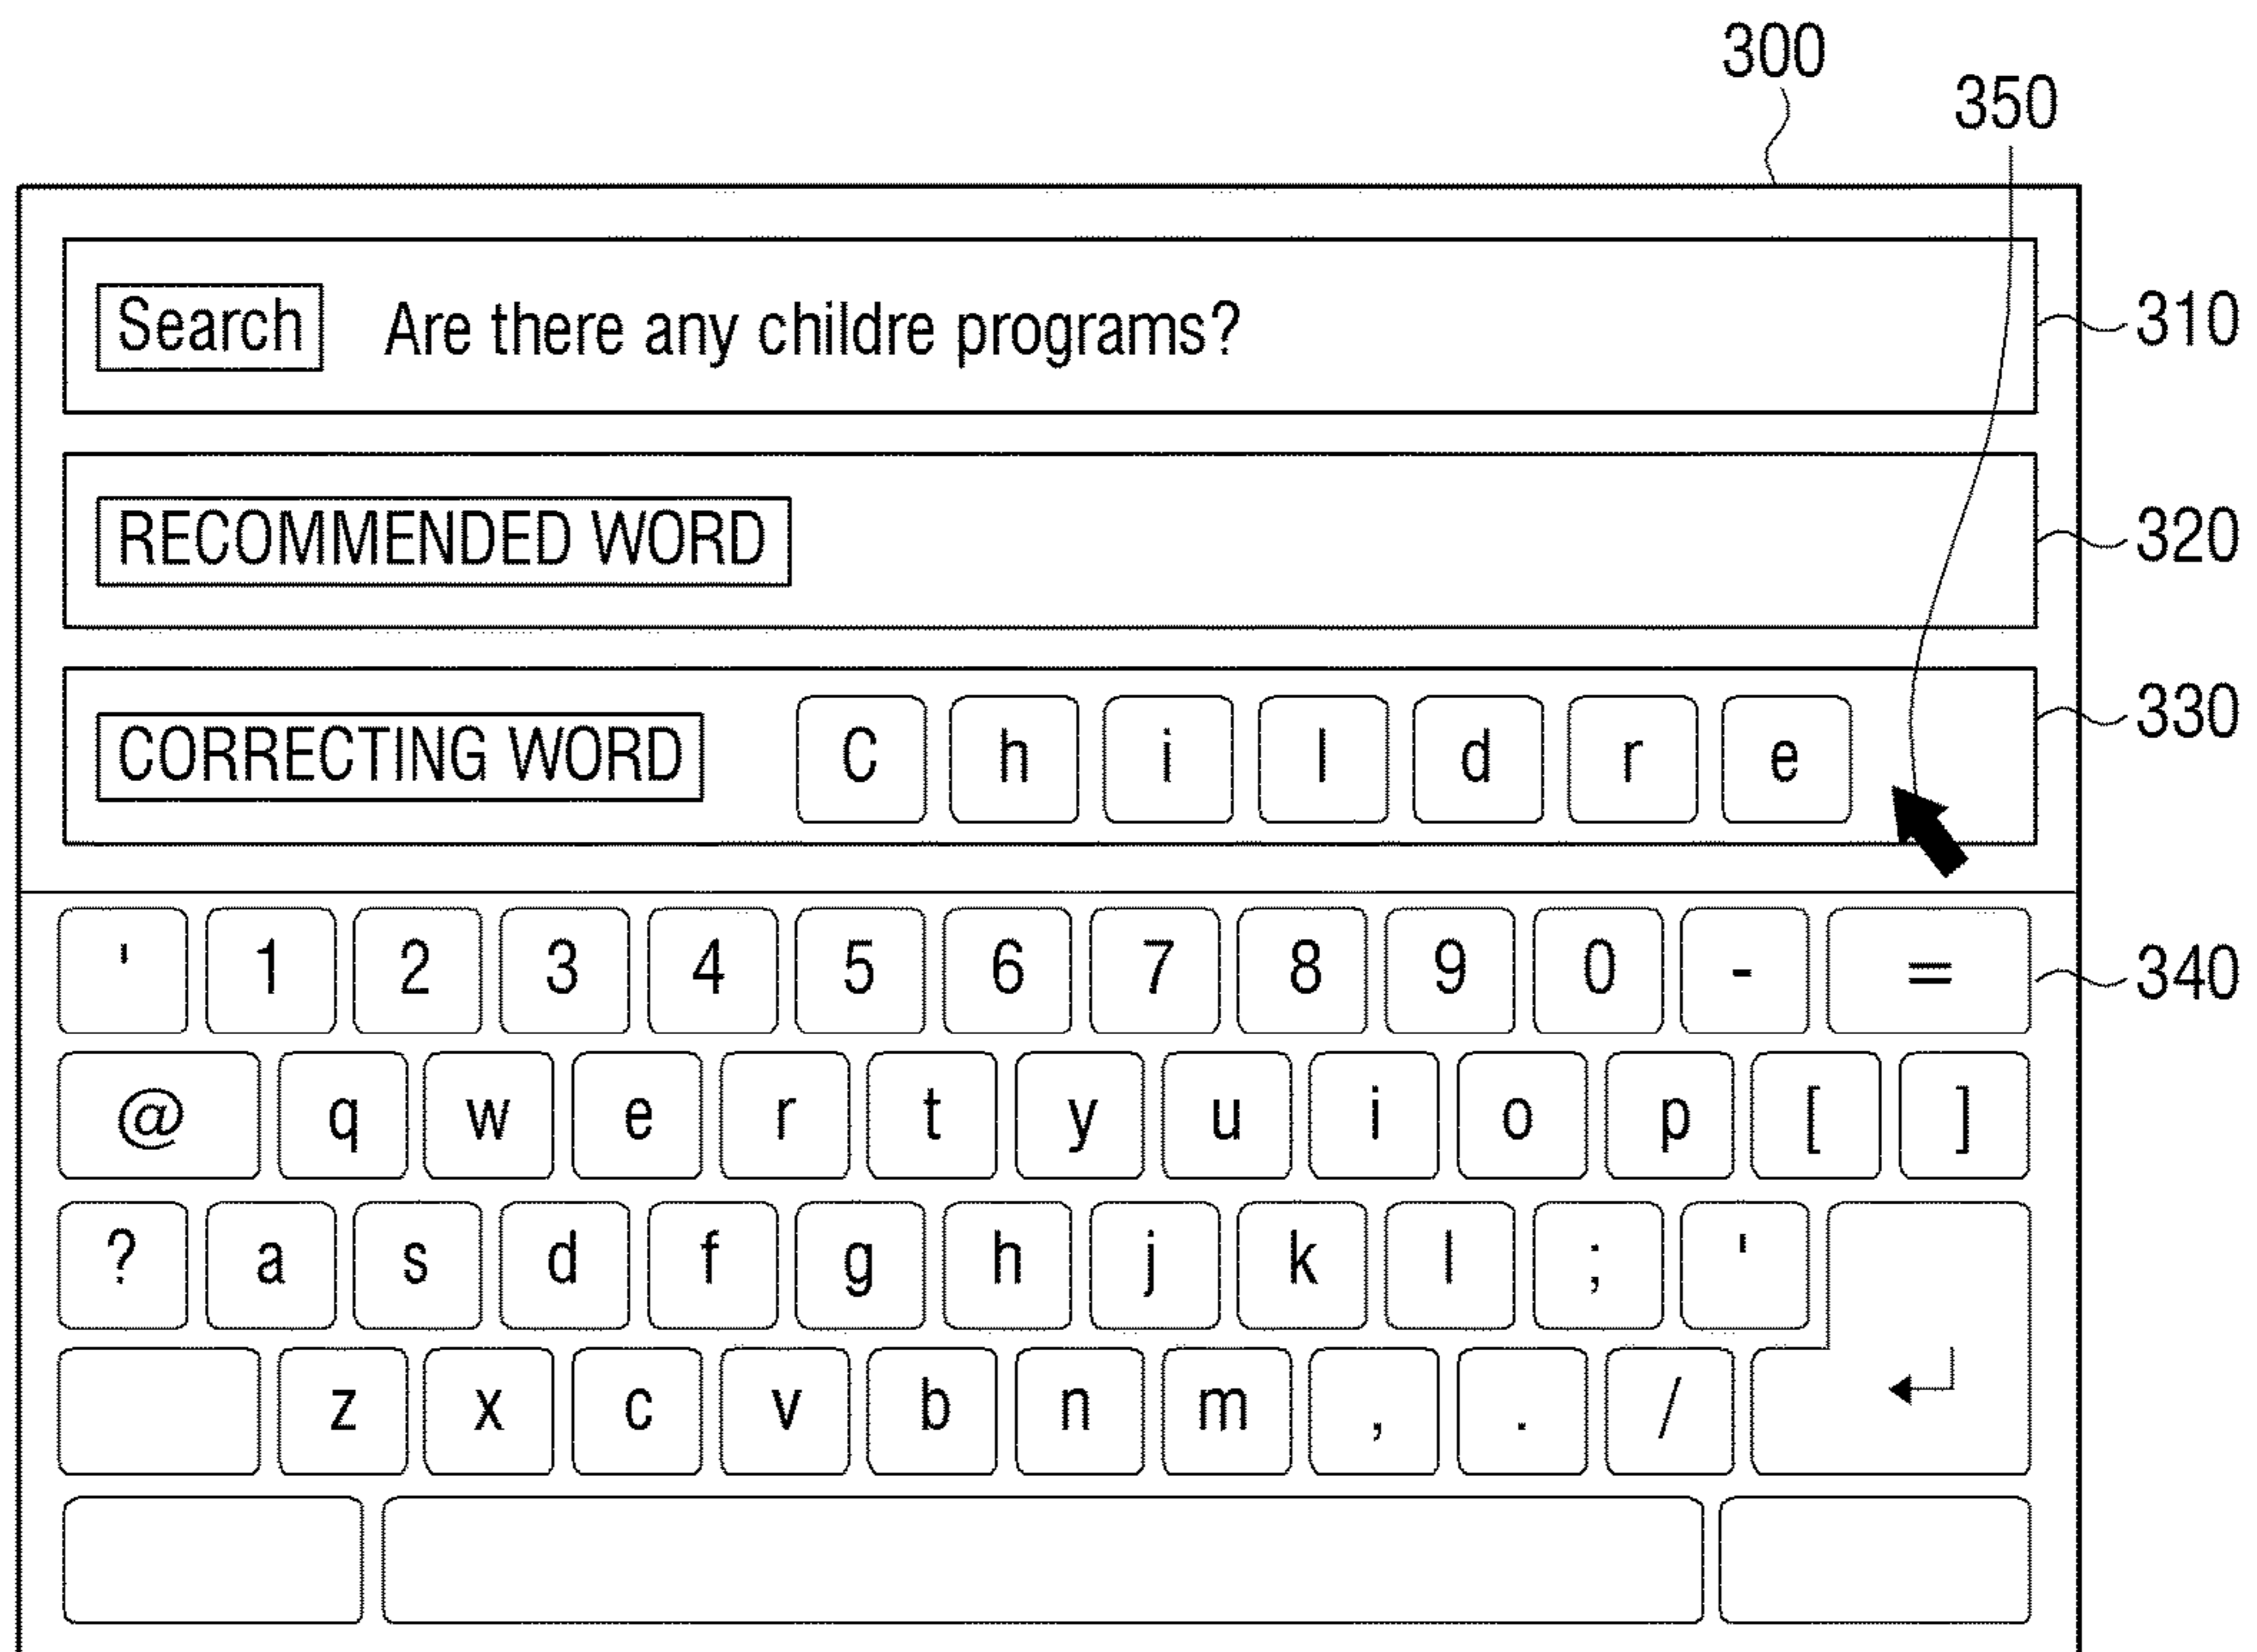 300
350
Search Are there any childre programs? 310
RECOMMENDED WORD 320
CORRECTING WORD C h i l d r e 330
' 1 2 3 4 5 6 7 8 9 0 - = 340
@ q w e r t y u i o p [ ]
? a s d f g h j k l ; '
z x c v b n m , . /